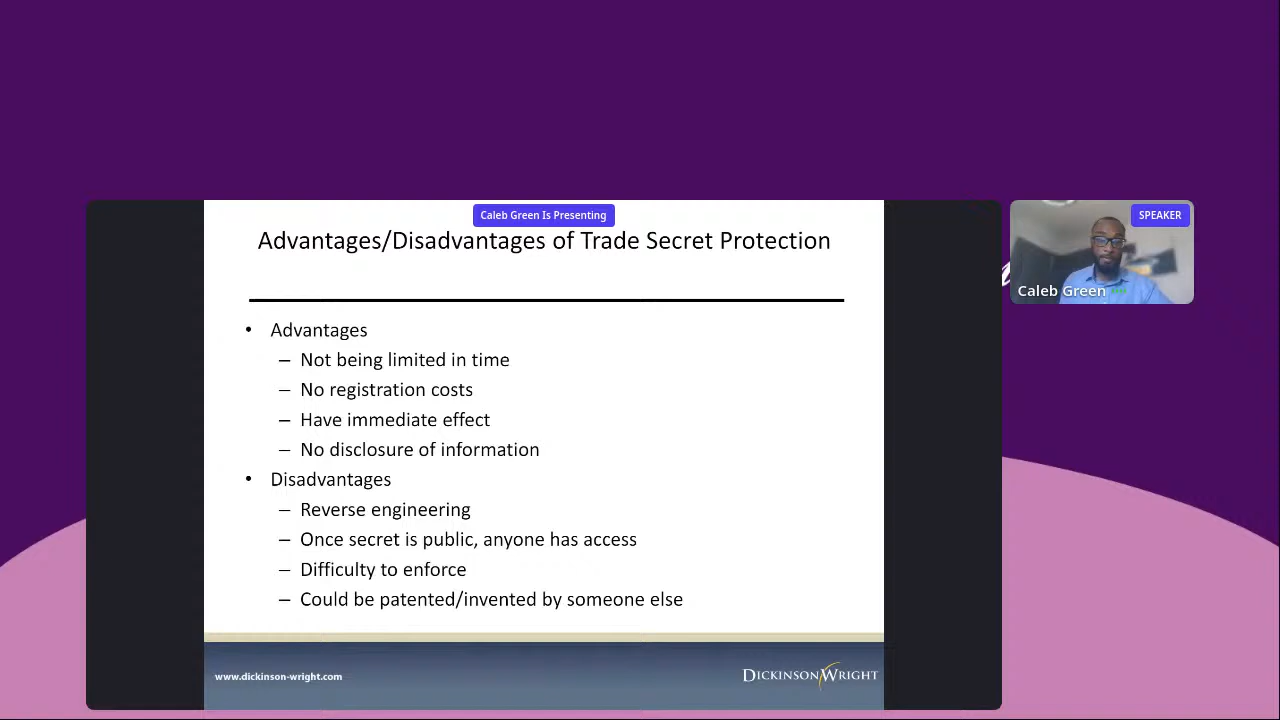 Caleb Green Is Presenting
Advantages/Disadvantages of Trade Secret Protection
• Advantages
– Not being limited in time
– No registration costs
– Have immediate effect
– No disclosure of information
• Disadvantages
– Reverse engineering
– Once secret is public, anyone has access
– Difficulty to enforce
– Could be patented/invented by someone else
www.dickinson-wright.com
DICKINSON WRIGHT
SPEAKER
Caleb Green